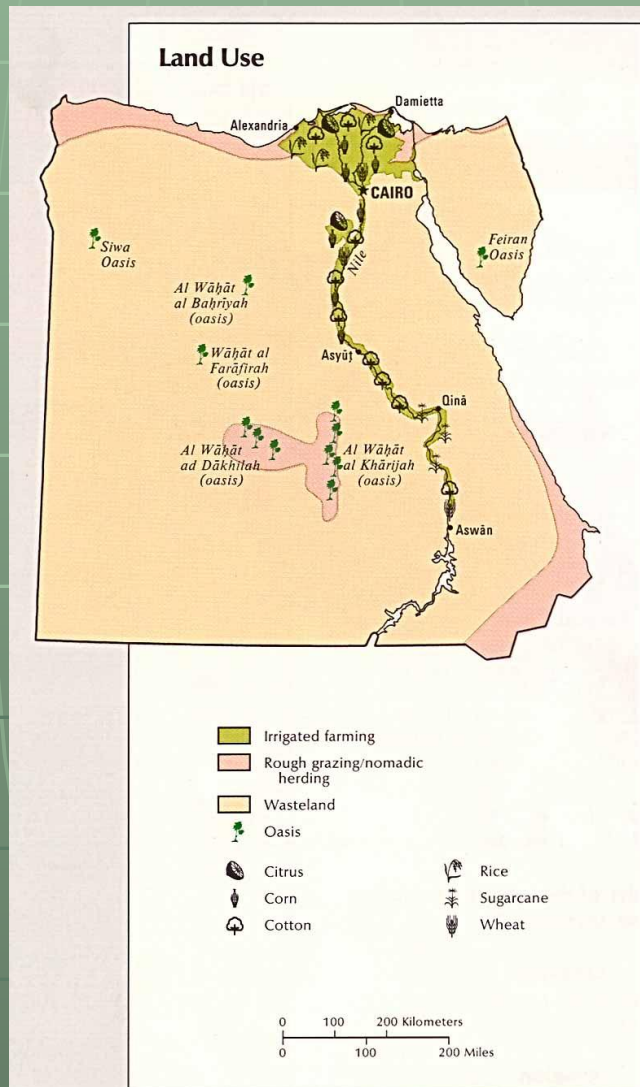 Land Use
Damietta
Alexandria
CAIRO
Siwa
Oasis
Feiran
Oasis
Nile
Al Wāḥāt
al Baḥrīyah
(oasis)
Wāḥāt al
Farāfirah
(oasis)
Asyūṭ
Qinā
Al Wāḥāt
ad Dākhilah
(oasis)
Al Wāḥāt
al Khārijah
(oasis)
Aswān
Irrigated farming
Rough grazing/nomadic
herding
Wasteland
Oasis
Citrus
Corn
Cotton
Rice
Sugarcane
Wheat
0 100 200 Kilometers
0 100 200 Miles